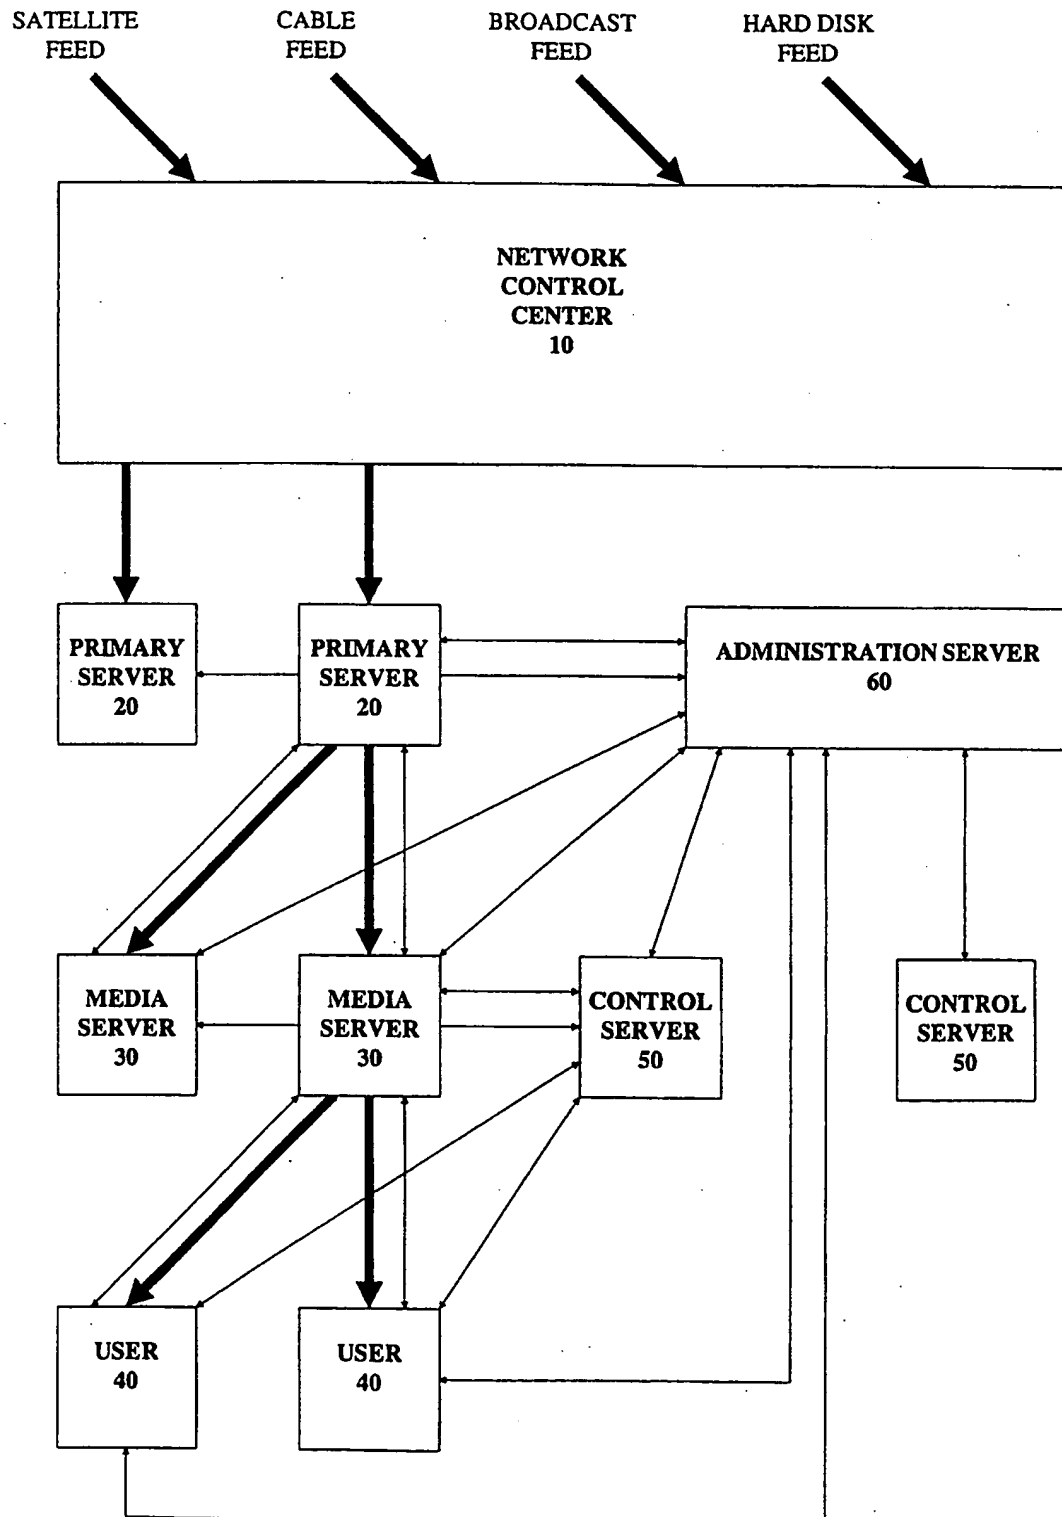 SATELLITE
FEED
CABLE
FEED
BROADCAST
FEED
HARD DISK
FEED
NETWORK
CONTROL
CENTER
10
PRIMARY
SERVER
20
PRIMARY
SERVER
20
ADMINISTRATION SERVER
60
MEDIA
SERVER
30
MEDIA
SERVER
30
CONTROL
SERVER
50
CONTROL
SERVER
50
USER
40
USER
40